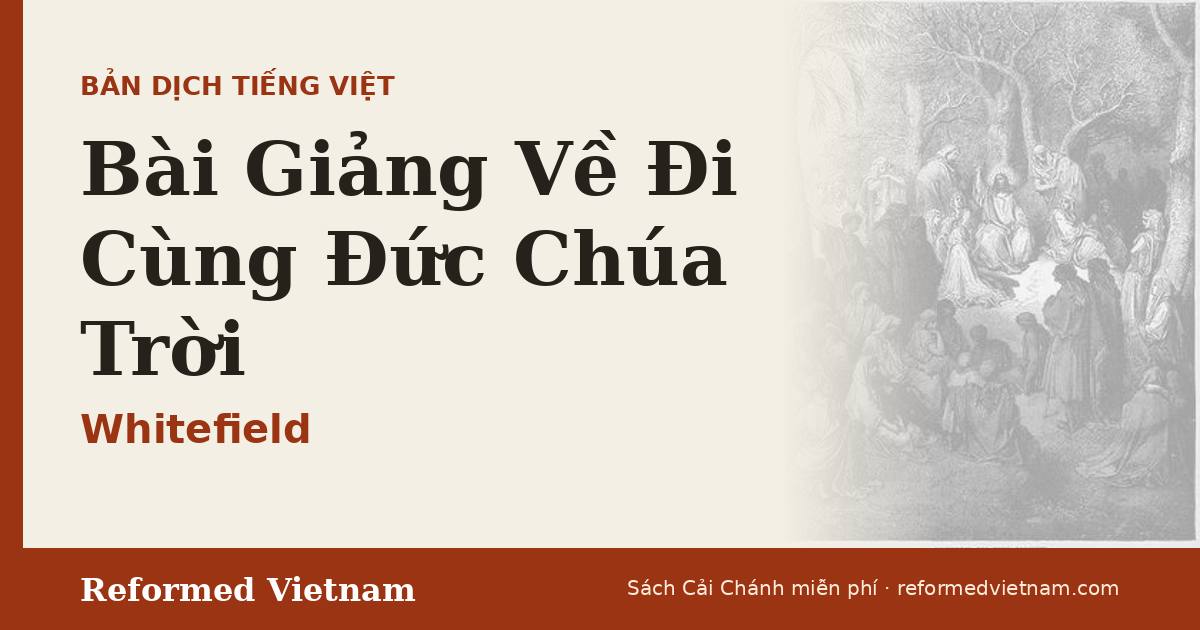 BẢN DỊCH TIẾNG VIỆT
Bài Giảng Về Đi
Cùng Đức Chúa
Trời
Whitefield
Reformed Vietnam
Sách Cải Chánh miễn phí · reformedvietnam.com